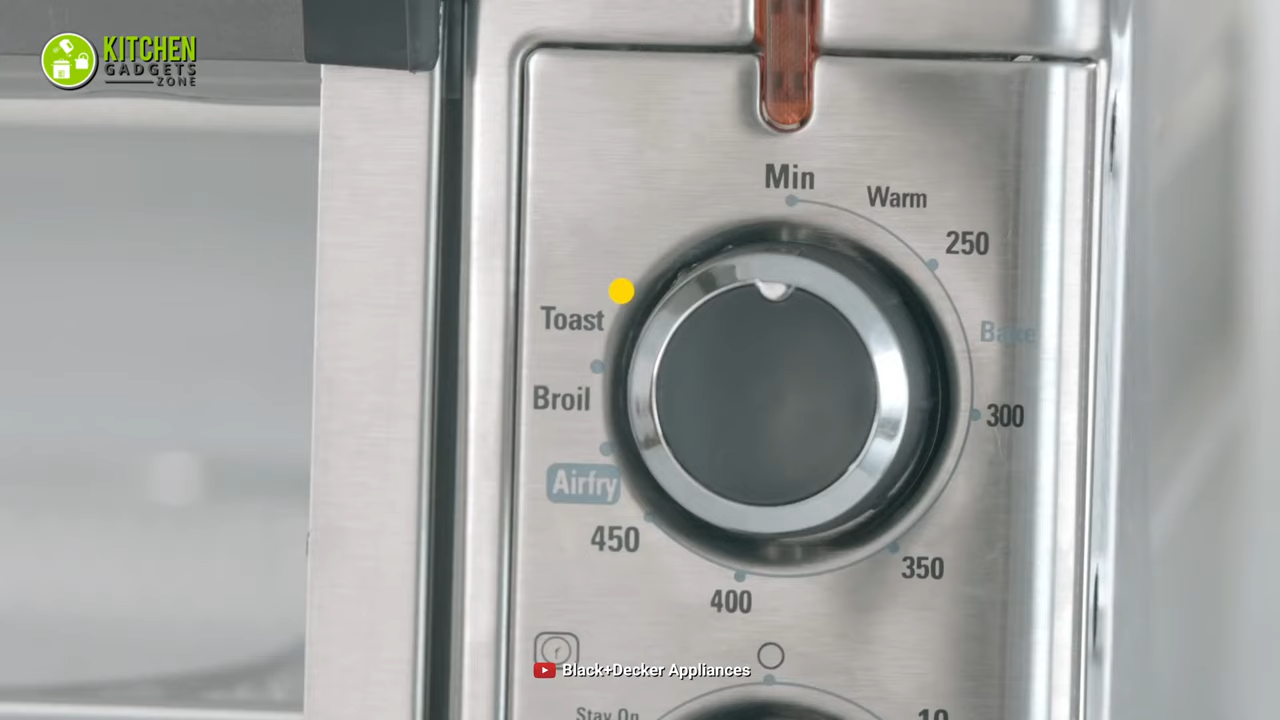 KITCHEN
GADGETS
ZONE
Min
Warm
250
Toast
Bake
Broil
300
Airfry
450
350
400
Black+Decker Appliances
Stay On
10